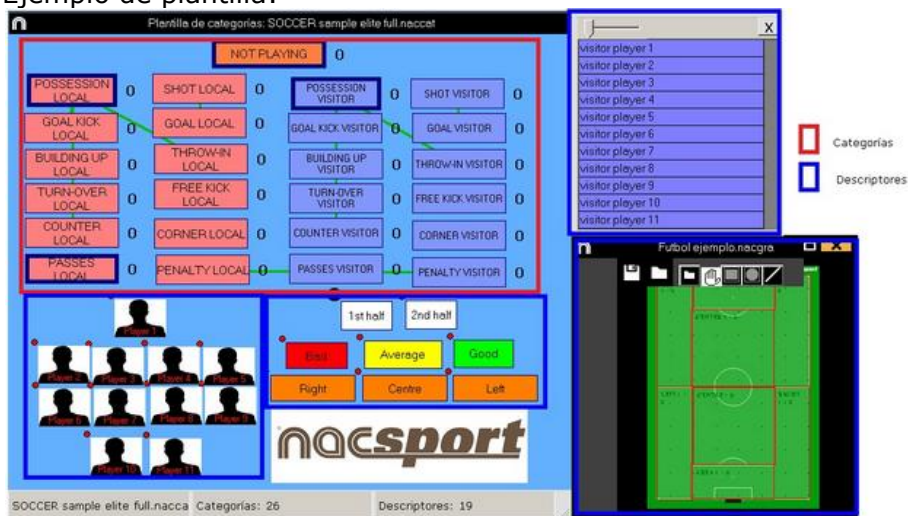 Ejemplo de plantilla:
Plantilla de categorías: SOCCER sample elite full.naccat
NOT PLAYING 0
POSSESSION LOCAL 0
SHOT LOCAL 0
POSSESSION VISITOR 0
SHOT VISITOR 0
GOAL KICK LOCAL 0
GOAL LOCAL 0
GOAL KICK VISITOR 0
GOAL VISITOR 0
BUILDING UP LOCAL 0
THROW-IN LOCAL 0
BUILDING UP VISITOR 0
THROW-IN VISITOR 0
TURN-OVER LOCAL 0
FREE KICK LOCAL 0
TURN-OVER VISITOR 0
FREE KICK VISITOR 0
COUNTER LOCAL 0
CORNER LOCAL 0
COUNTER VISITOR 0
CORNER VISITOR 0
PASSES LOCAL 0
PENALTY LOCAL 0
PASSES VISITOR 0
PENALTY VISITOR 0
Player 1
Player 2
Player 3
Player 4
Player 5
Player 6
Player 7
Player 8
Player 9
Player 10
Player 11
1st half
2nd half
Bad
Average
Good
Right
Centre
Left
nacsport
SOCCER sample elite full.nacca
Categorías: 26
Descriptores: 19
X
visitor player 1
visitor player 2
visitor player 3
visitor player 4
visitor player 5
visitor player 6
visitor player 7
visitor player 8
visitor player 9
visitor player 10
visitor player 11
Categorías
Descriptores
Futbol ejemplo.nacgra